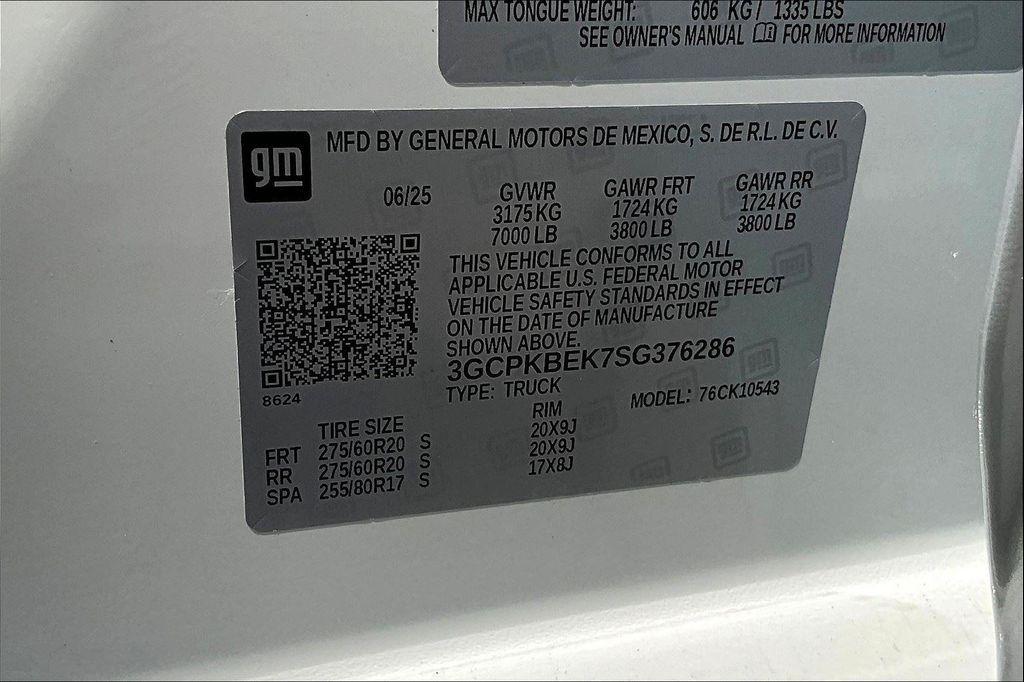 MAX TONGUE WEIGHT: 606 KG / 1335 LBS
SEE OWNER'S MANUAL FOR MORE INFORMATION
gm
MFD BY GENERAL MOTORS DE MEXICO, S. DE R.L. DE C.V.
06/25 GVWR GAWR FRT GAWR RR
3175 KG 1724 KG 1724 KG
7000 LB 3800 LB 3800 LB
THIS VEHICLE CONFORMS TO ALL
APPLICABLE U.S. FEDERAL MOTOR
VEHICLE SAFETY STANDARDS IN EFFECT
ON THE DATE OF MANUFACTURE
SHOWN ABOVE.
3GCPKBEK7SG376286
8624
TYPE: TRUCK MODEL: 76CK10543
TIRE SIZE RIM
FRT 275/60R20 S 20X9J
RR 275/60R20 S 20X9J
SPA 255/80R17 S 17X8J